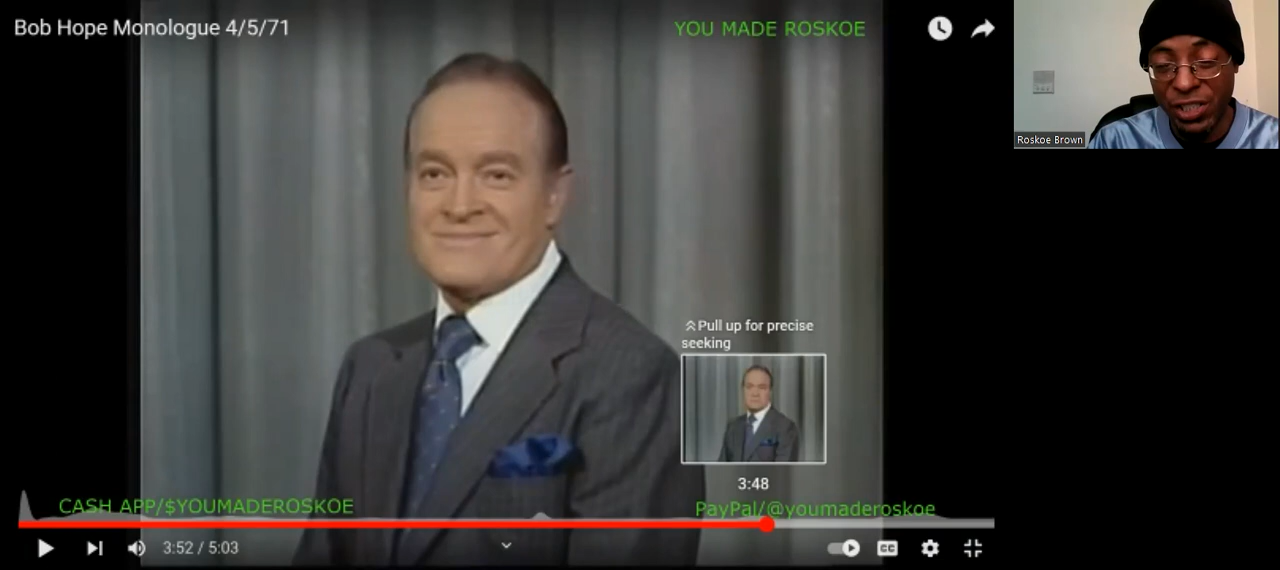 Bob Hope Monologue 4/5/71
YOU MADE ROSKOE
Roskoe Brown
Pull up for precise
seeking
3:48
CASH APP/$YOUMADEROSKOE
PayPal/@youmaderoskoe
3:52 / 5:03
CC